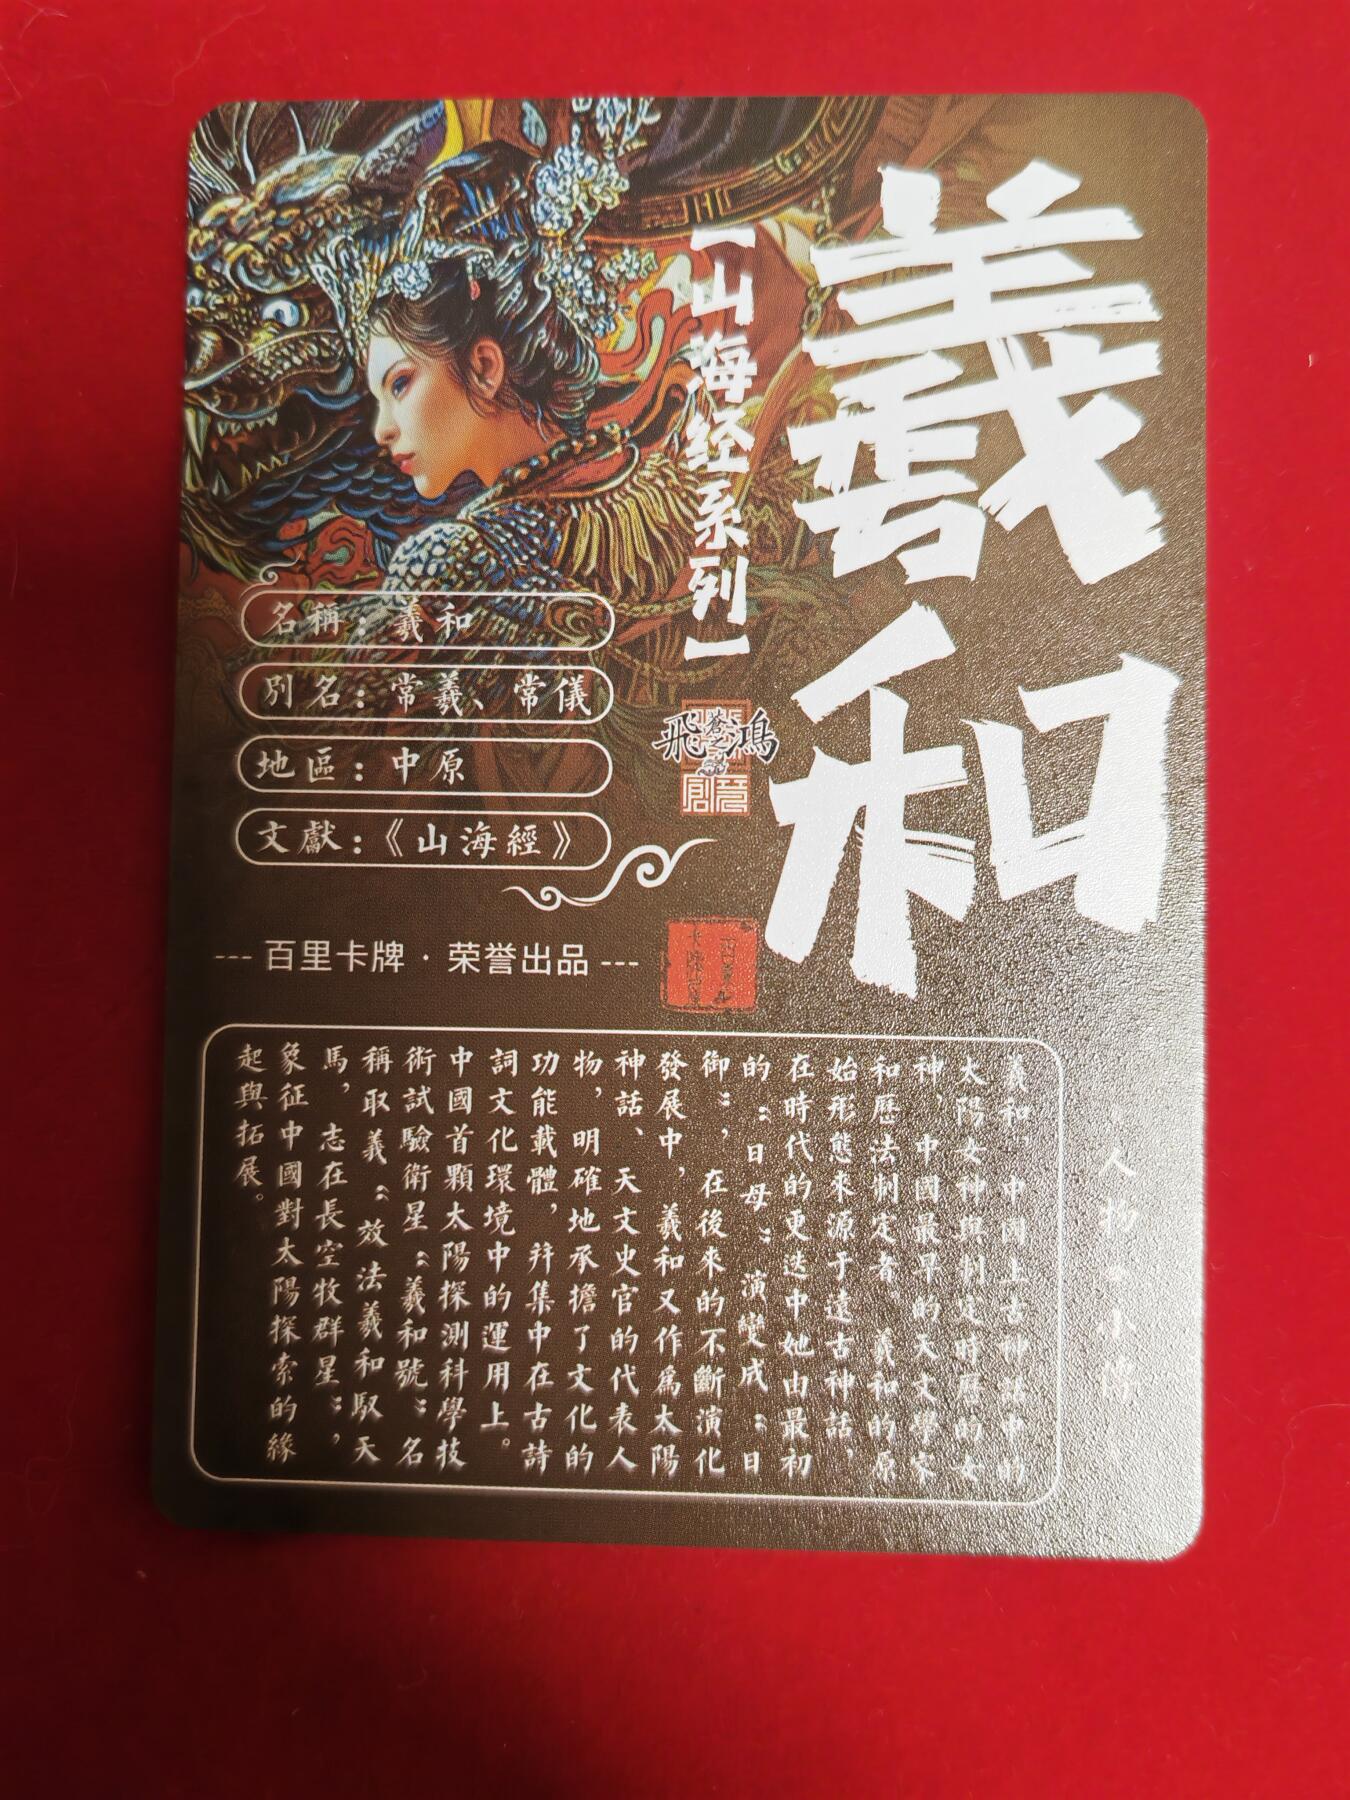 羲和
【山海经系列】
飛鴻
蒼之
名稱：羲和
別名：常羲、常儀
地區：中原
文獻：《山海經》
--- 百里卡牌 · 荣誉出品 ---
人物之小傳
羲和，中國上古神話中的
太陽女神與制定時曆的女
神，中國最早的天文學家
和歷法制定者。羲和的原
始形態來源于遠古神話，
在時代的更迭中她由最初
的“日母”演變成“日
御”，在後來的不斷演化
發展中，羲和又作爲太陽
神話、天文史官的代表人
物，明確地承擔了文化的
功能載體，并集中在古詩
詞文化環境中的運用上。
中國首顆太陽探測科學技
術試驗衛星“羲和號”名
稱取義“效法羲和馭天
馬，志在長空牧群星”，
象征中國對太陽探索的緣
起與拓展。